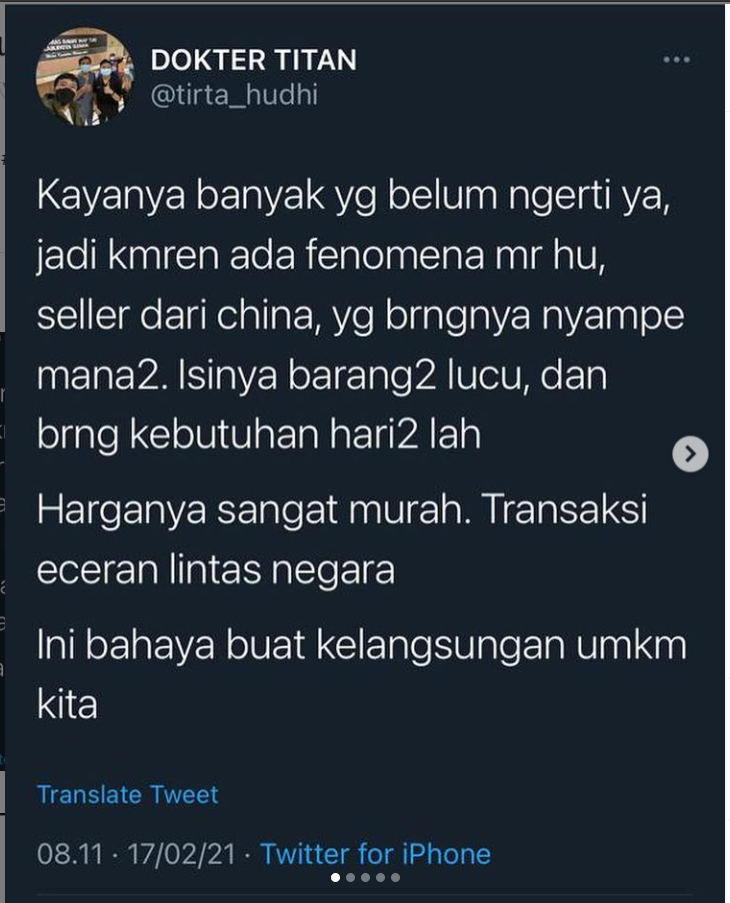 DOKTER TITAN
@tirta_hudhi
Kayanya banyak yg belum ngerti ya,
jadi kmren ada fenomena mr hu,
seller dari china, yg brngnya nyampe
mana2. Isinya barang2 lucu, dan
brng kebutuhan hari2 lah
Harganya sangat murah. Transaksi
eceran lintas negara
Ini bahaya buat kelangsungan umkm
kita
Translate Tweet
08.11 · 17/02/21 · Twitter for iPhone